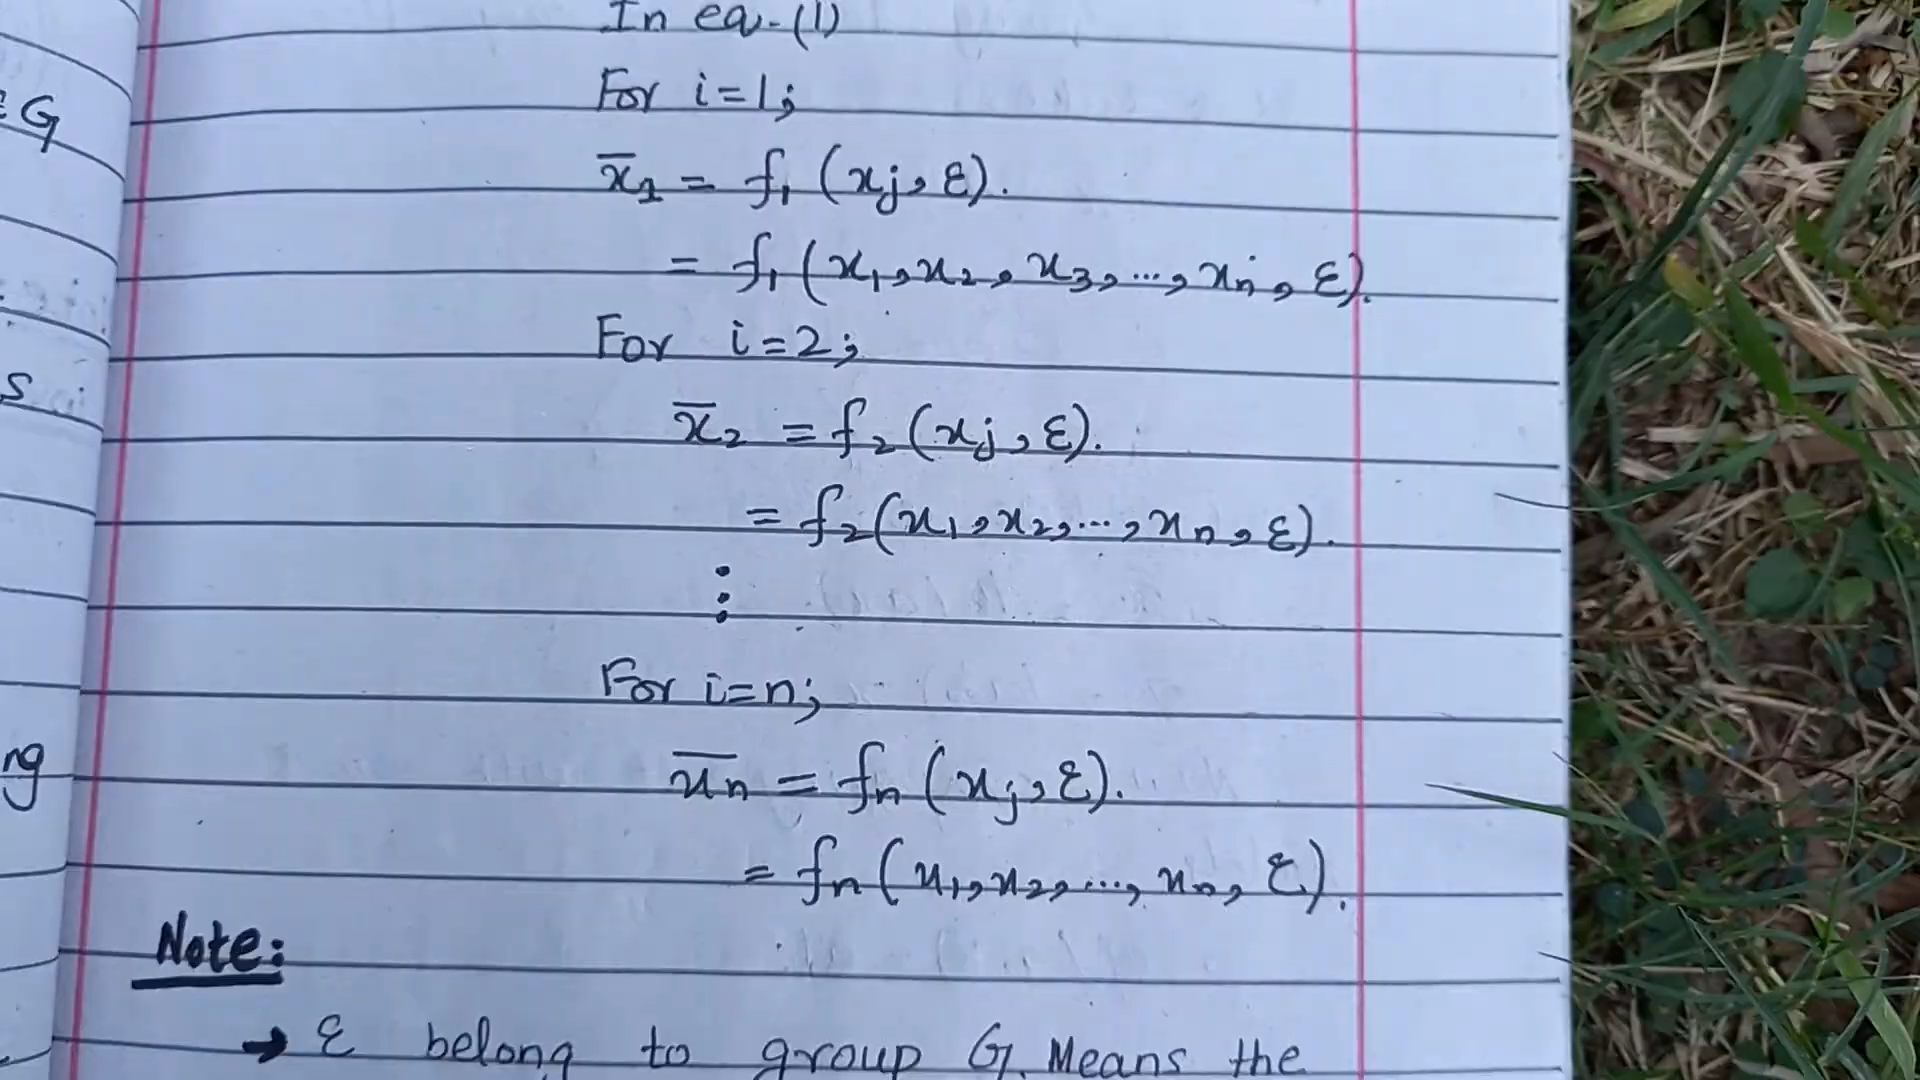 In eq-(1)
For i=1;
x̄₁ = f₁ (xj, ε).
= f₁ (x₁, x₂, x₃, ..., xₙ, ε).
For i=2;
x̄₂ = f₂ (xj, ε).
= f₂ (x₁, x₂, ..., xₙ, ε).
⋮
For i=n;
x̄ₙ = fₙ (xj, ε).
= fₙ (x₁, x₂, ..., xₙ, ε).
Note:
→ ε belong to group G. Means the
G
s
ng